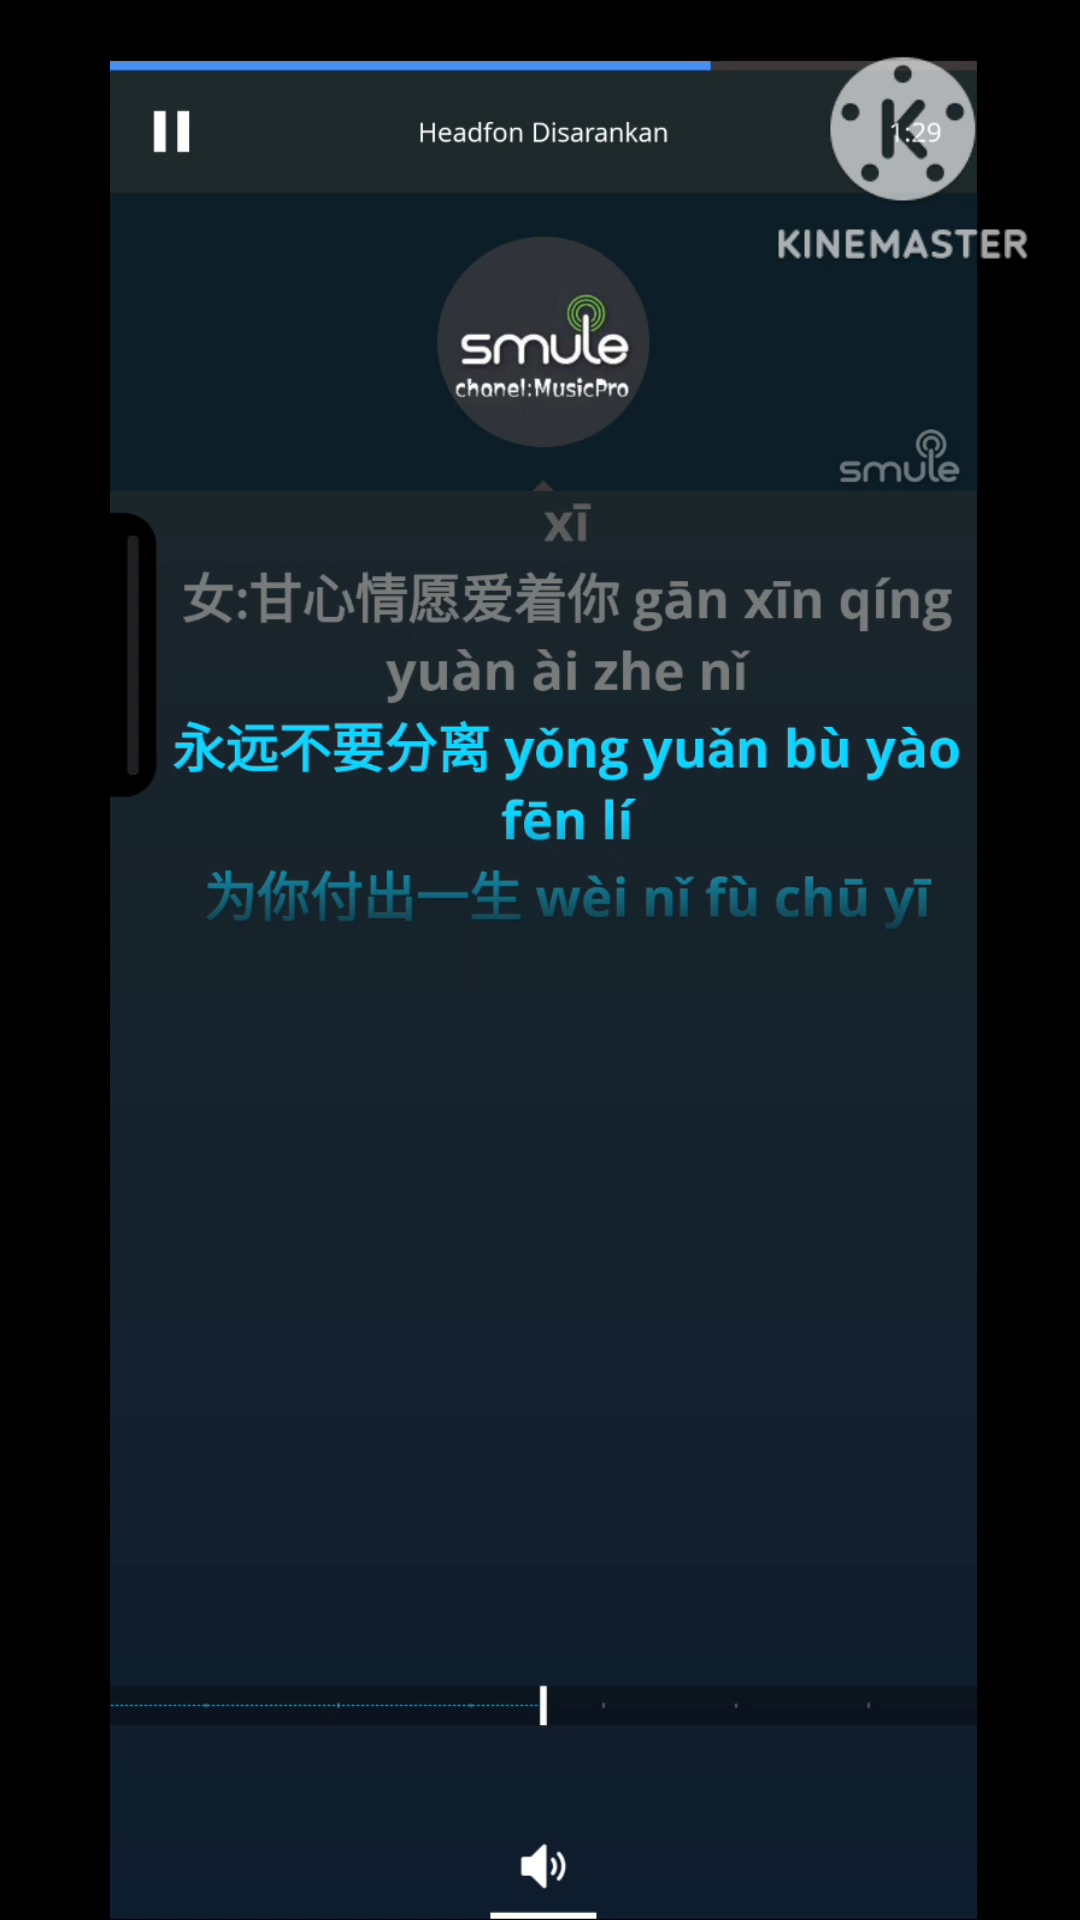 Headfon Disarankan
1:29
KINEMASTER
smule
chanel:MusicPro
smule
xī
女:甘心情愿爱着你 gān xīn qíng
yuàn ài zhe nǐ
永远不要分离 yǒng yuǎn bù yào
fēn lí
为你付出一生 wèi nǐ fù chū yī